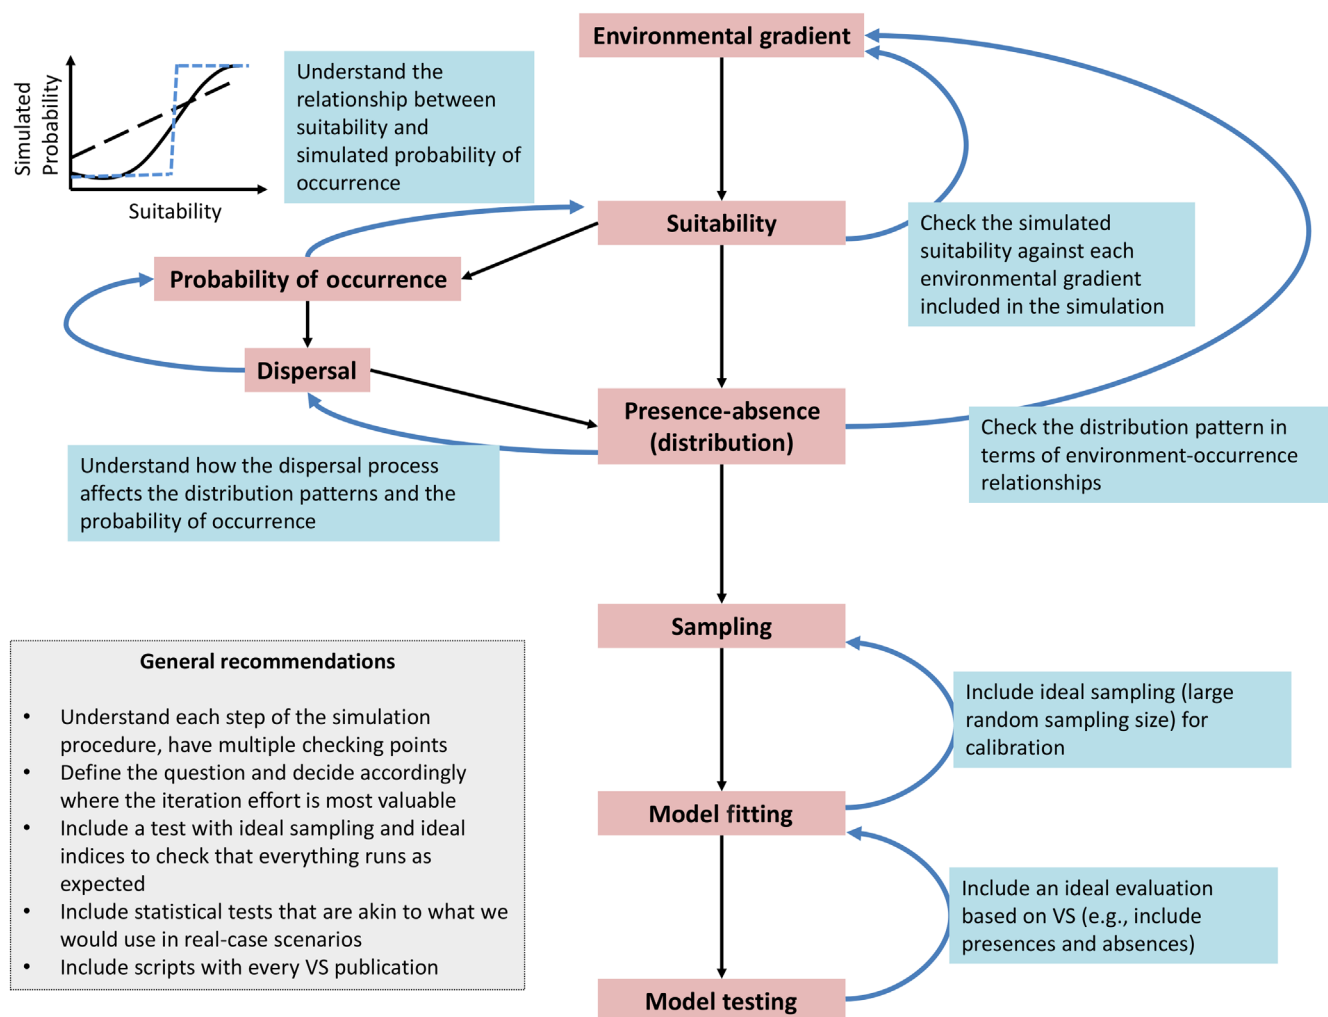 Environmental gradient
Simulated
Probability
Suitability
Understand the
relationship between
suitability and
simulated probability of
occurrence
Suitability
Check the simulated
suitability against each
environmental gradient
included in the simulation
Probability of occurrence
Dispersal
Presence-absence
(distribution)
Understand how the dispersal process
affects the distribution patterns and the
probability of occurrence
Check the distribution pattern in
terms of environment-occurrence
relationships
Sampling
Include ideal sampling (large
random sampling size) for
calibration
Model fitting
Include an ideal evaluation
based on VS (e.g., include
presences and absences)
Model testing
General recommendations
• Understand each step of the simulation
procedure, have multiple checking points
• Define the question and decide accordingly
where the iteration effort is most valuable
• Include a test with ideal sampling and ideal
indices to check that everything runs as
expected
• Include statistical tests that are akin to what we
would use in real-case scenarios
• Include scripts with every VS publication